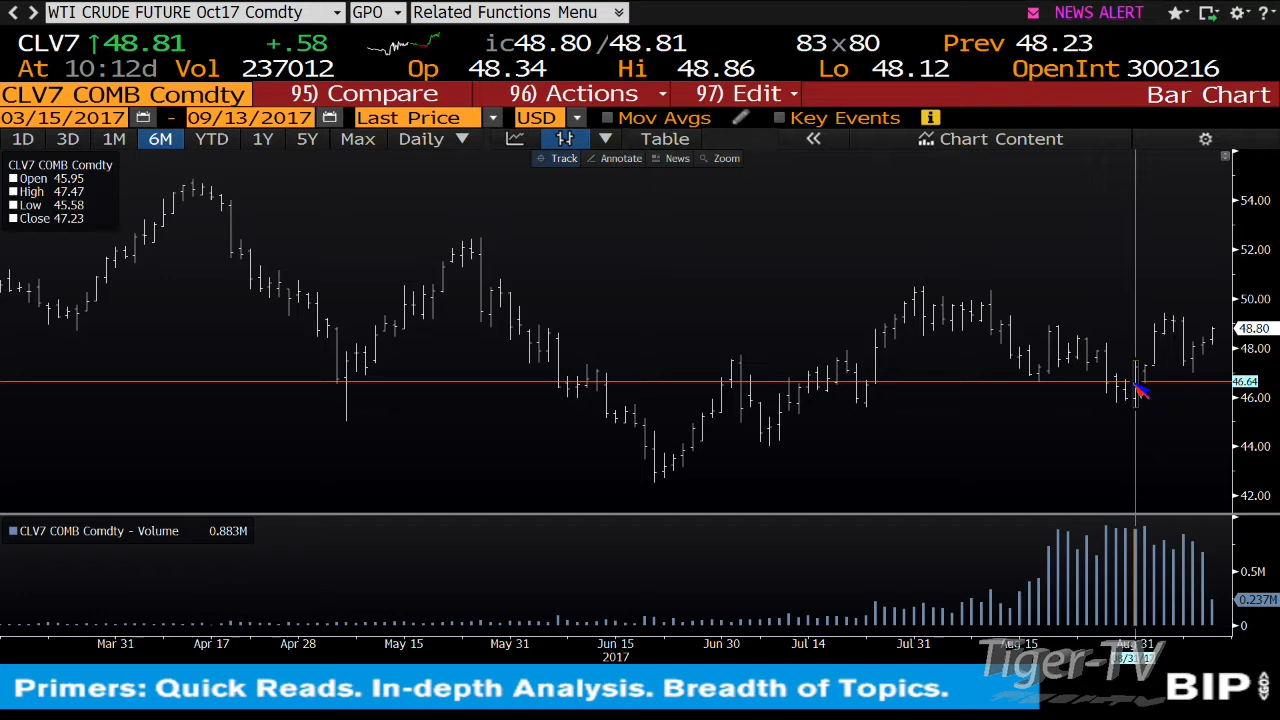 WTI CRUDE FUTURE Oct17 Comdty GPO Related Functions Menu NEWS ALERT ?
CLV7 ↑48.81 +.58 ic48.80 /48.81 83 x 80 Prev 48.23
At 10:12d Vol 237012 Op 48.34 Hi 48.86 Lo 48.12 OpenInt 300216
CLV7 COMB Comdty 95) Compare 96) Actions 97) Edit Bar Chart
03/15/2017 - 09/13/2017 Last Price USD Mov Avgs Key Events i
1D 3D 1M 6M YTD 1Y 5Y Max Daily Table « Chart Content
Track Annotate News Zoom
CLV7 COMB Comdty
Open 45.95
High 47.47
Low 45.58
Close 47.23
54.00
52.00
50.00
48.80
48.00
46.64
46.00
44.00
42.00
CLV7 COMB Comdty - Volume 0.883M
0.5M
0.237M
0
Mar 31 Apr 17 Apr 28 May 15 May 31 Jun 15 Jun 30 Jul 14 Jul 31 Aug 15 Aug 31
2017
Tiger-TV
Primers: Quick Reads. In-depth Analysis. Breadth of Topics.
BIP